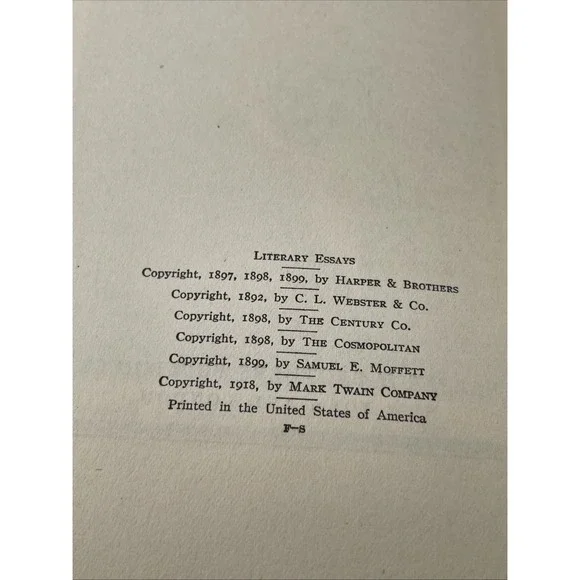 LITERARY ESSAYS
Copyright, 1897, 1898, 1899, by HARPER & BROTHERS
Copyright, 1892, by C. L. WEBSTER & CO.
Copyright, 1898, by THE CENTURY CO.
Copyright, 1898, by THE COSMOPOLITAN
Copyright, 1899, by SAMUEL E. MOFFETT
Copyright, 1918, by MARK TWAIN COMPANY
Printed in the United States of America
F-S